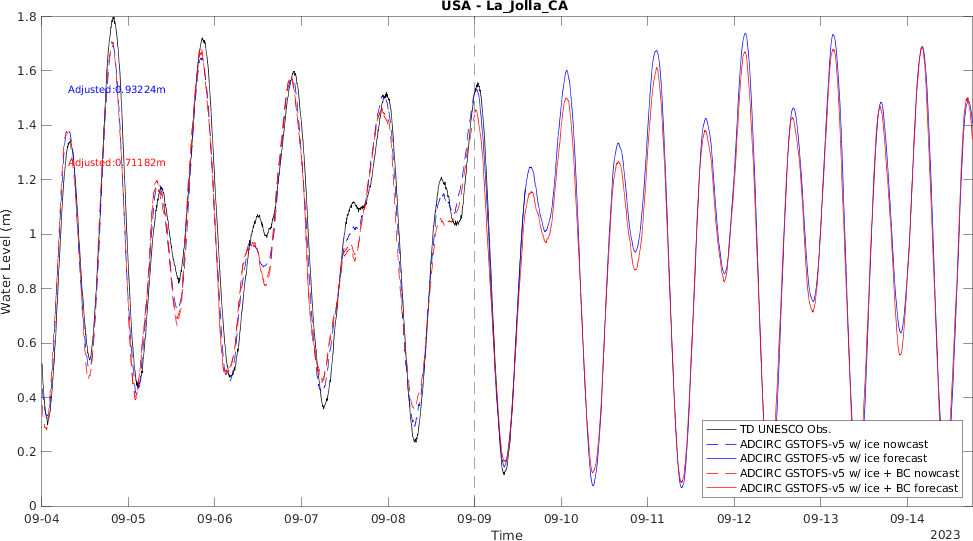 USA - La_Jolla_CA
Water Level (m)
1.8
1.6
1.4
1.2
1
0.8
0.6
0.4
0.2
0
Adjusted:0.93224m
Adjusted:0.71182m
TD UNESCO Obs.
ADCIRC GSTOFS-v5 w/ ice nowcast
ADCIRC GSTOFS-v5 w/ ice forecast
ADCIRC GSTOFS-v5 w/ ice + BC nowcast
ADCIRC GSTOFS-v5 w/ ice + BC forecast
09-04 09-05 09-06 09-07 09-08 09-09 09-10 09-11 09-12 09-13 09-14
Time
2023